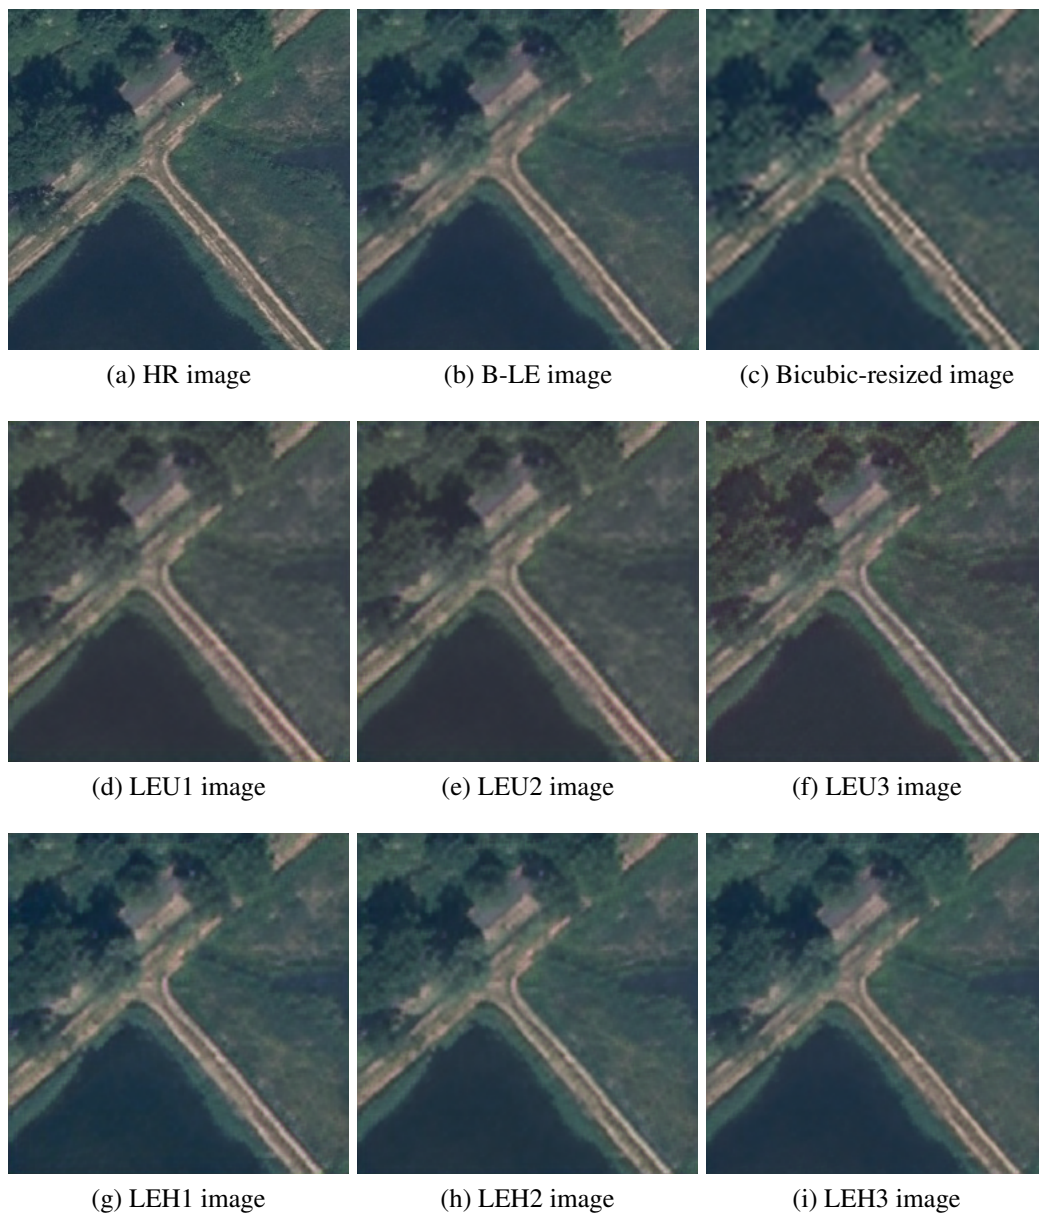 (a) HR image
(b) B-LE image
(c) Bicubic-resized image
(d) LEU1 image
(e) LEU2 image
(f) LEU3 image
(g) LEH1 image
(h) LEH2 image
(i) LEH3 image